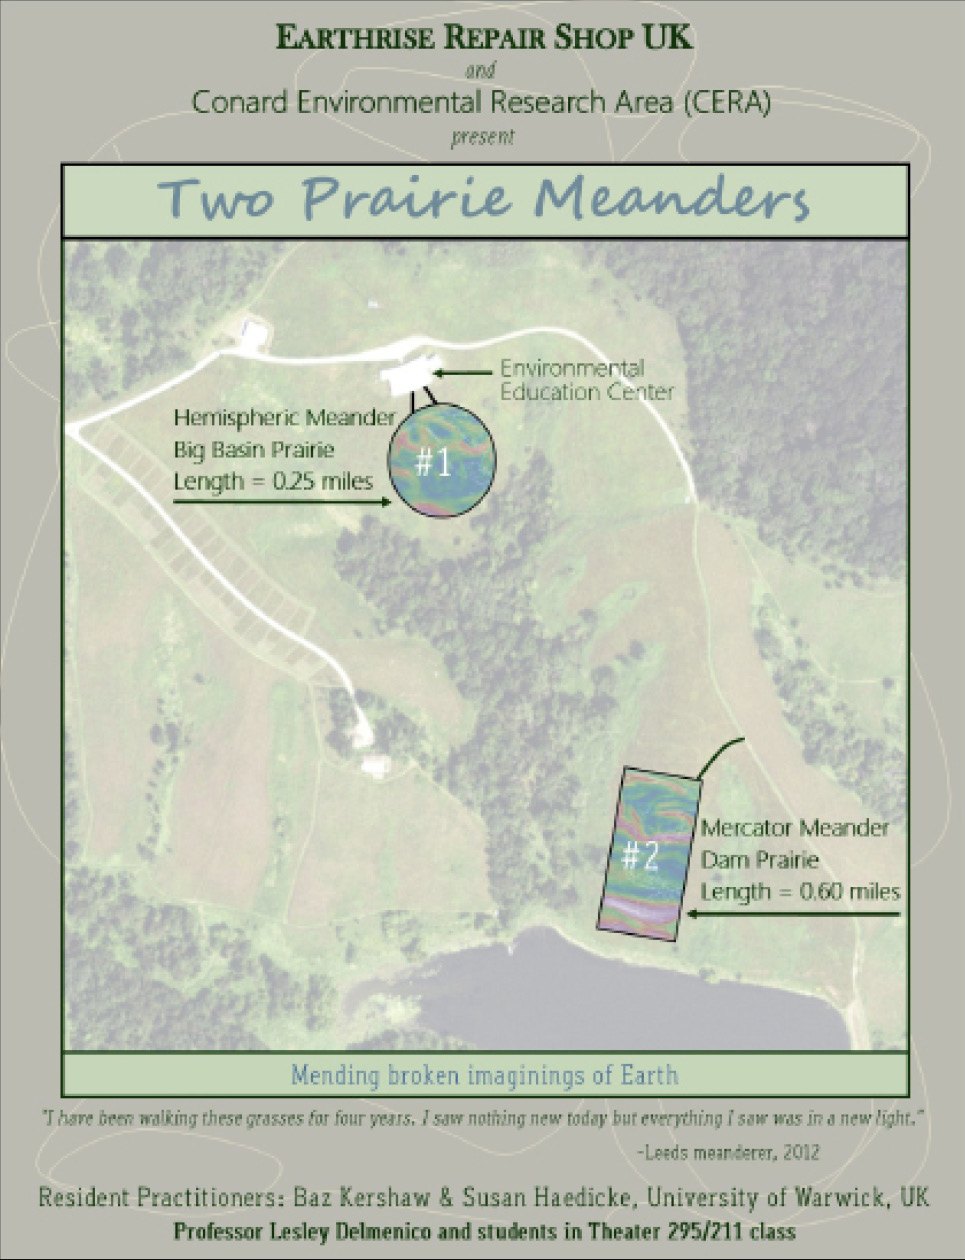 EARTHRISE REPAIR SHOP UK
and
Conard Environmental Research Area (CERA)
present
Two Prairie Meanders
Environmental
Education Center
Hemispheric Meander
Big Basin Prairie
Length = 0.25 miles
#1
#2
Mercator Meander
Dam Prairie
Length = 0.60 miles
Mending broken imaginings of Earth
"I have been walking these grasses for four years. I saw nothing new today but everything I saw was in a new light."
-Leeds meanderer, 2012
Resident Practitioners: Baz Kershaw & Susan Haedicke, University of Warwick, UK
Professor Lesley Delmenico and students in Theater 295/211 class